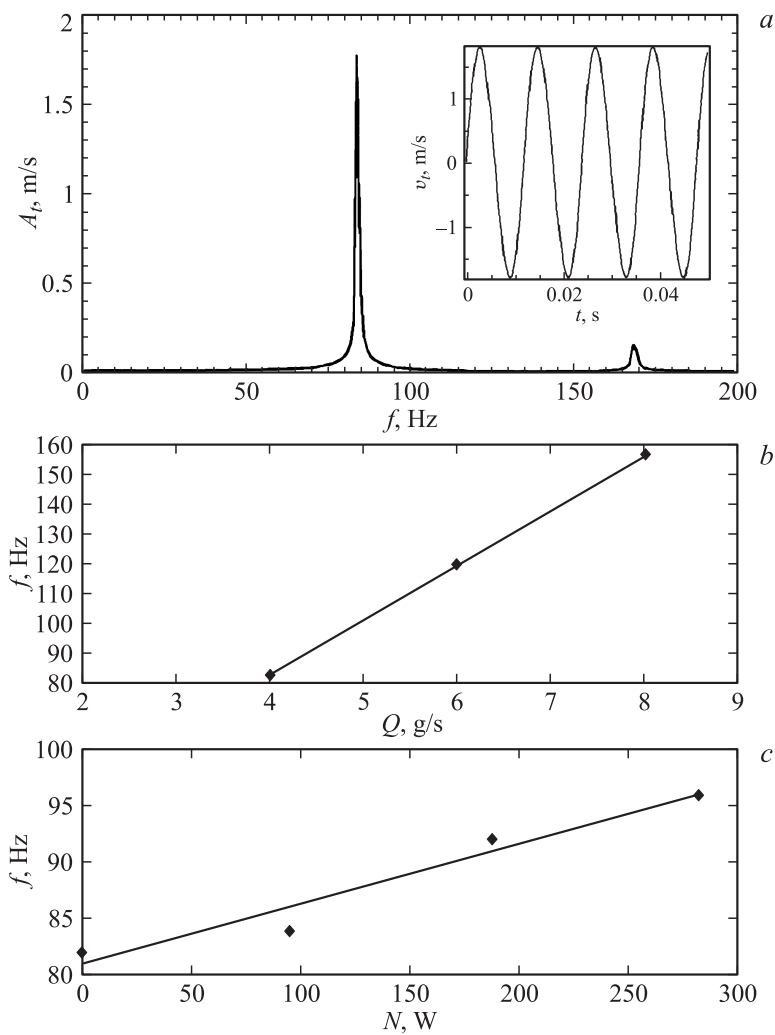 a
2
1.5
1
0.5
0
A_t, m/s
0 50 100 150 200
f, Hz
1
0
−1
v_t, m/s
0 0.02 0.04
t, s
b
160
150
140
130
120
110
100
90
80
f, Hz
2 3 4 5 6 7 8 9
Q, g/s
c
100
95
90
85
80
f, Hz
0 50 100 150 200 250 300
N, W